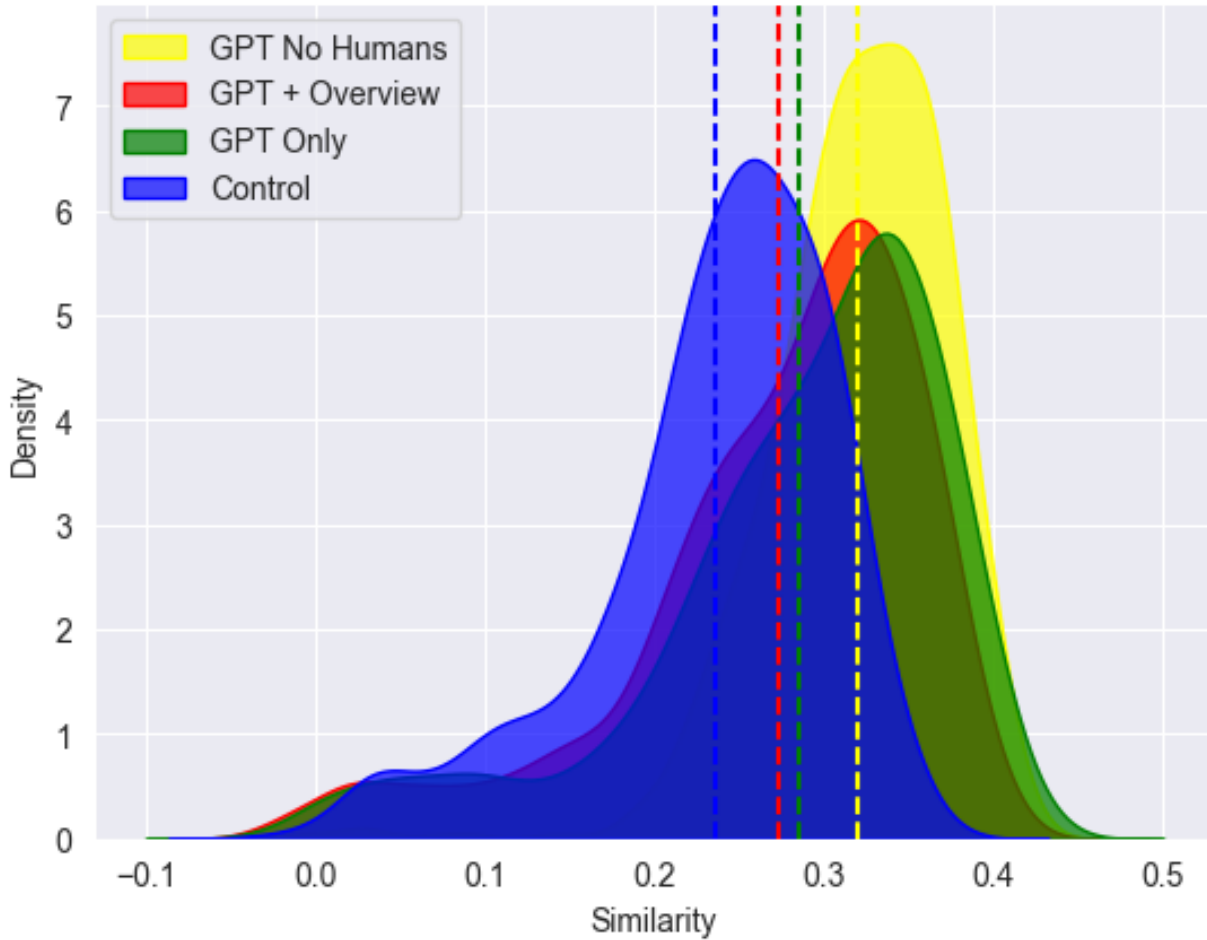 GPT No Humans
GPT + Overview
GPT Only
Control
7
6
5
4
3
2
1
0
Density
−0.1 0.0 0.1 0.2 0.3 0.4 0.5
Similarity